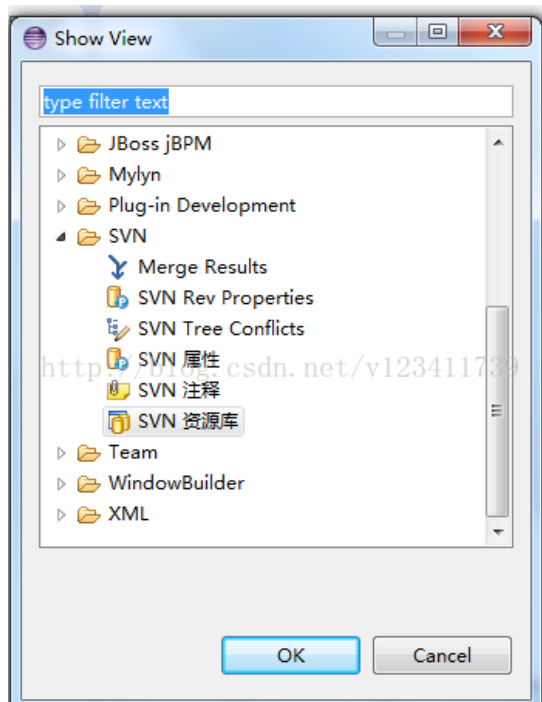 Show View
type filter text
JBoss jBPM
Mylyn
Plug-in Development
SVN
Merge Results
SVN Rev Properties
SVN Tree Conflicts
SVN 属性
http://blog.csdn.net/v123411739
SVN 注释
SVN 资源库
Team
WindowBuilder
XML
OK Cancel